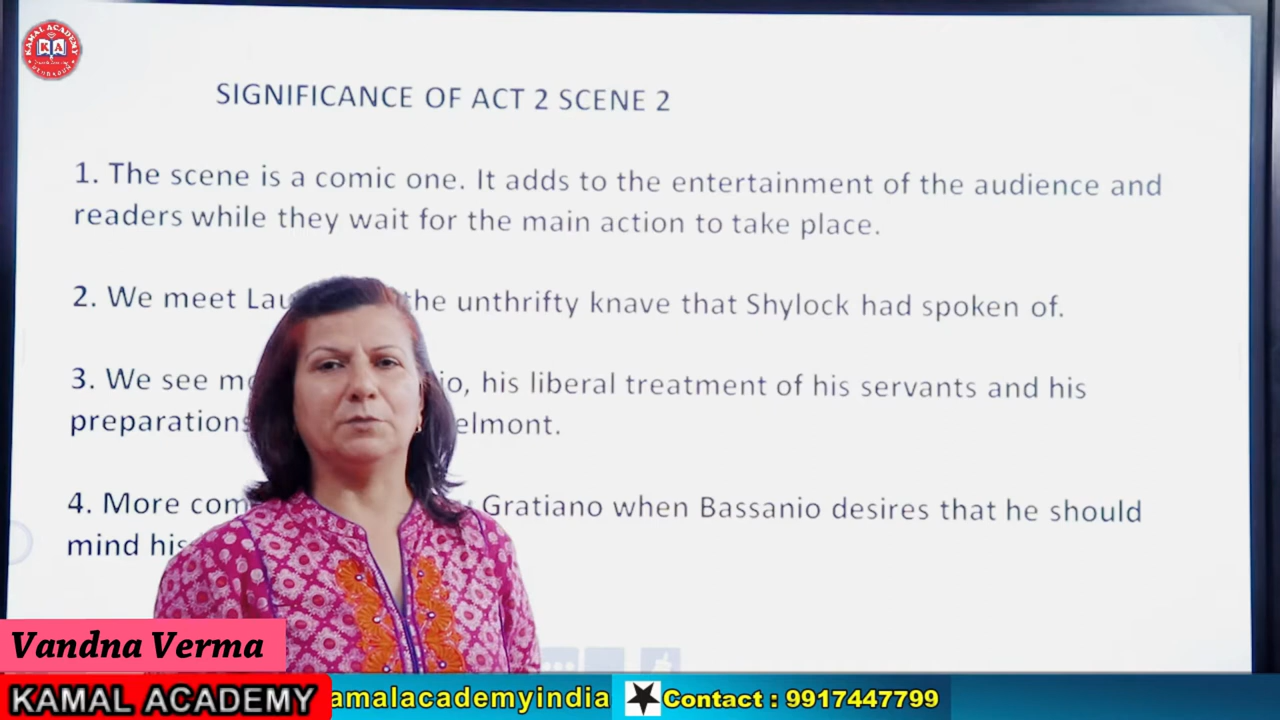 KAMAL ACADEMY
KA
DEHRADUN
SIGNIFICANCE OF ACT 2 SCENE 2
1. The scene is a comic one. It adds to the entertainment of the audience and
readers while they wait for the main action to take place.
2. We meet Lau the unthrifty knave that Shylock had spoken of.
3. We see io, his liberal treatment of his servants and his
preparations elmont.
4. More com Gratiano when Bassanio desires that he should
mind his
Vandna Verma
KAMAL ACADEMY
amalacademyindia
Contact : 9917447799